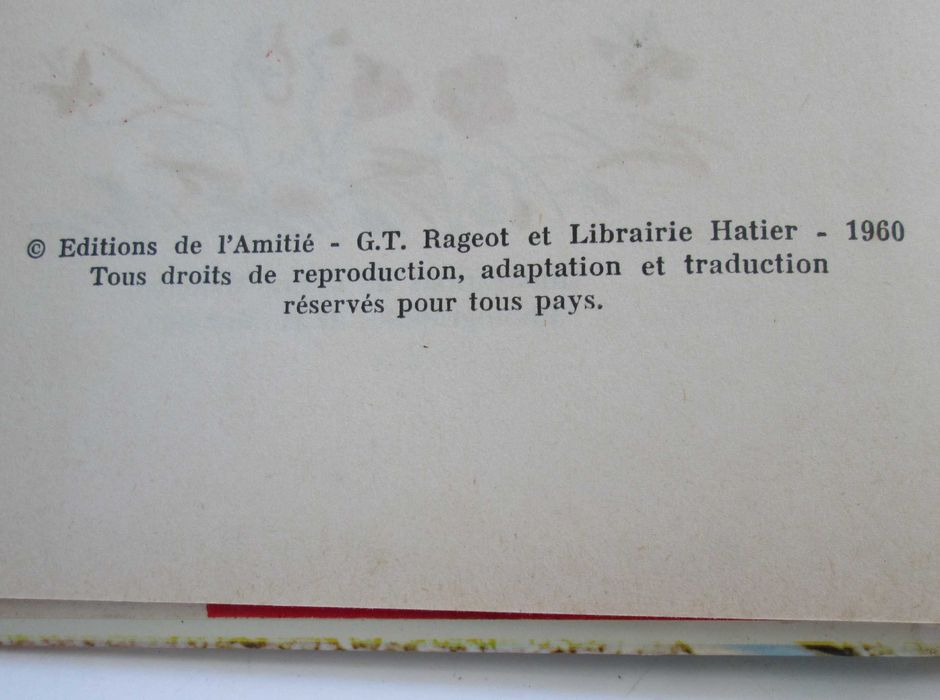 © Editions de l'Amitié - G.T. Rageot et Librairie Hatier - 1960
Tous droits de reproduction, adaptation et traduction
réservés pour tous pays.